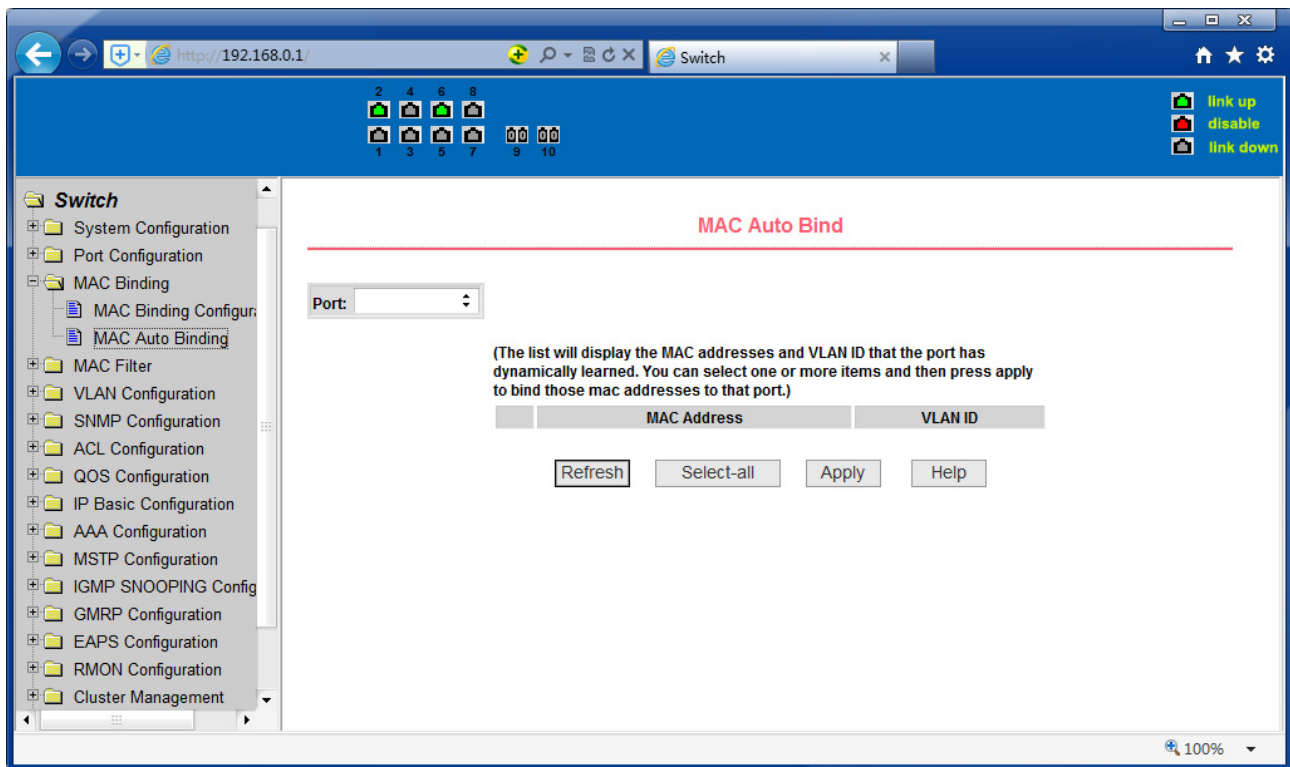 http://192.168.0.1/
Switch
2 4 6 8
1 3 5 7 9 10
link up
disable
link down
Switch
System Configuration
Port Configuration
MAC Binding
MAC Binding Configur
MAC Auto Binding
MAC Filter
VLAN Configuration
SNMP Configuration
ACL Configuration
QOS Configuration
IP Basic Configuration
AAA Configuration
MSTP Configuration
IGMP SNOOPING Config
GMRP Configuration
EAPS Configuration
RMON Configuration
Cluster Management
MAC Auto Bind
Port:
(The list will display the MAC addresses and VLAN ID that the port has
dynamically learned. You can select one or more items and then press apply
to bind those mac addresses to that port.)
MAC Address VLAN ID
Refresh Select-all Apply Help
100%